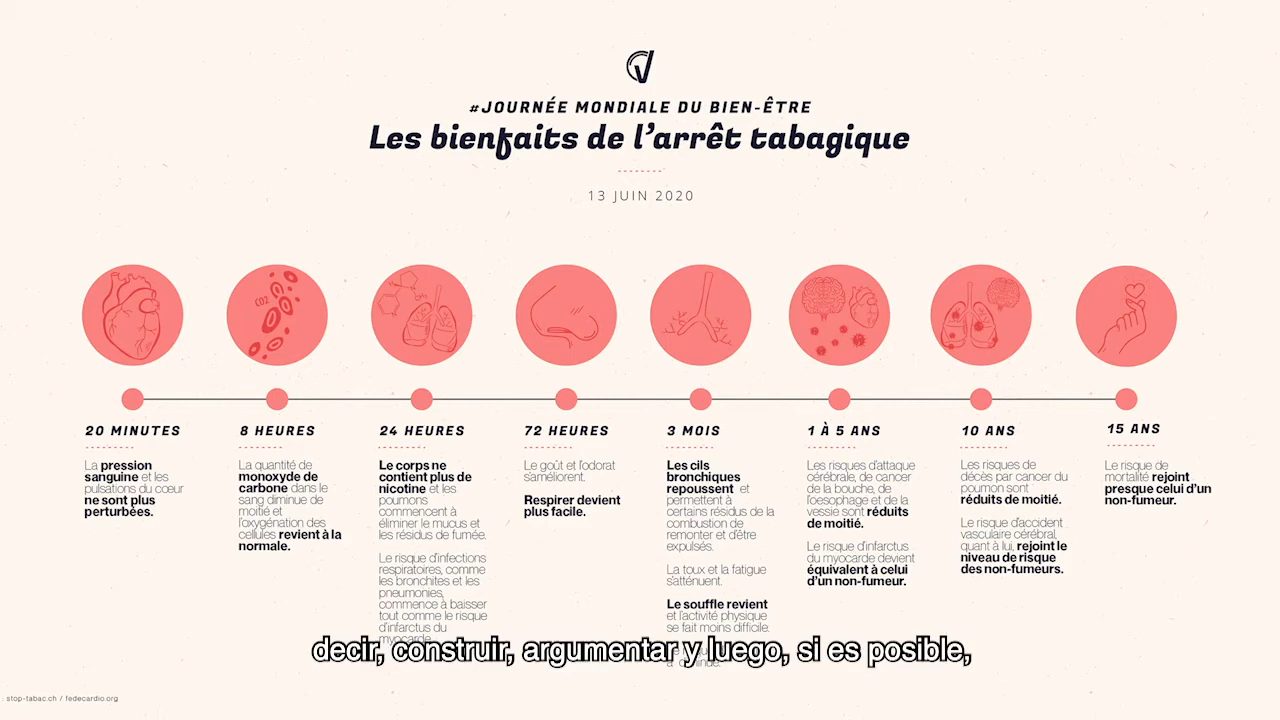 #JOURNÉE MONDIALE DU BIEN-ÊTRE
Les bienfaits de l'arrêt tabagique
13 JUIN 2020
CO2
20 MINUTES
La pression
sanguine et les
pulsations du cœur
ne sont plus
perturbées.
8 HEURES
La quantité de
monoxyde de
carbone dans le
sang diminue de
moitié et
l'oxygénation des
cellules revient à la
normale.
24 HEURES
Le corps ne
contient plus de
nicotine et les
poumons
commencent à
éliminer le mucus et
les résidus de fumée.
Le risque d'infections
respiratoires, comme
les bronchites et les
pneumonies,
commence à baisser
tout comme le risque
d'infarctus du
myocarde.
72 HEURES
Le goût et l'odorat
s'améliorent.
Respirer devient
plus facile.
3 MOIS
Les cils
bronchiques
repoussent et
permettent à
certains résidus de la
combustion de
remonter et d'être
expulsés.
La toux et la fatigue
s'atténuent.
Le souffle revient
et l'activité physique
se fait moins difficile.
1 À 5 ANS
Les risques d'attaque
cérébrale, de cancer
de la bouche, de
l'oesophage et de la
vessie sont réduits
de moitié.
Le risque d'infarctus
du myocarde devient
équivalent à celui
d'un non-fumeur.
10 ANS
Les risques de
décès par cancer du
poumon sont
réduits de moitié.
Le risque d'accident
vasculaire cérébral,
quant à lui, rejoint le
niveau de risque
des non-fumeurs.
15 ANS
Le risque de
mortalité rejoint
presque celui d'un
non-fumeur.
decir, construir, argumentar y luego, si es posible,
: stop-tabac.ch / fedecardio.org